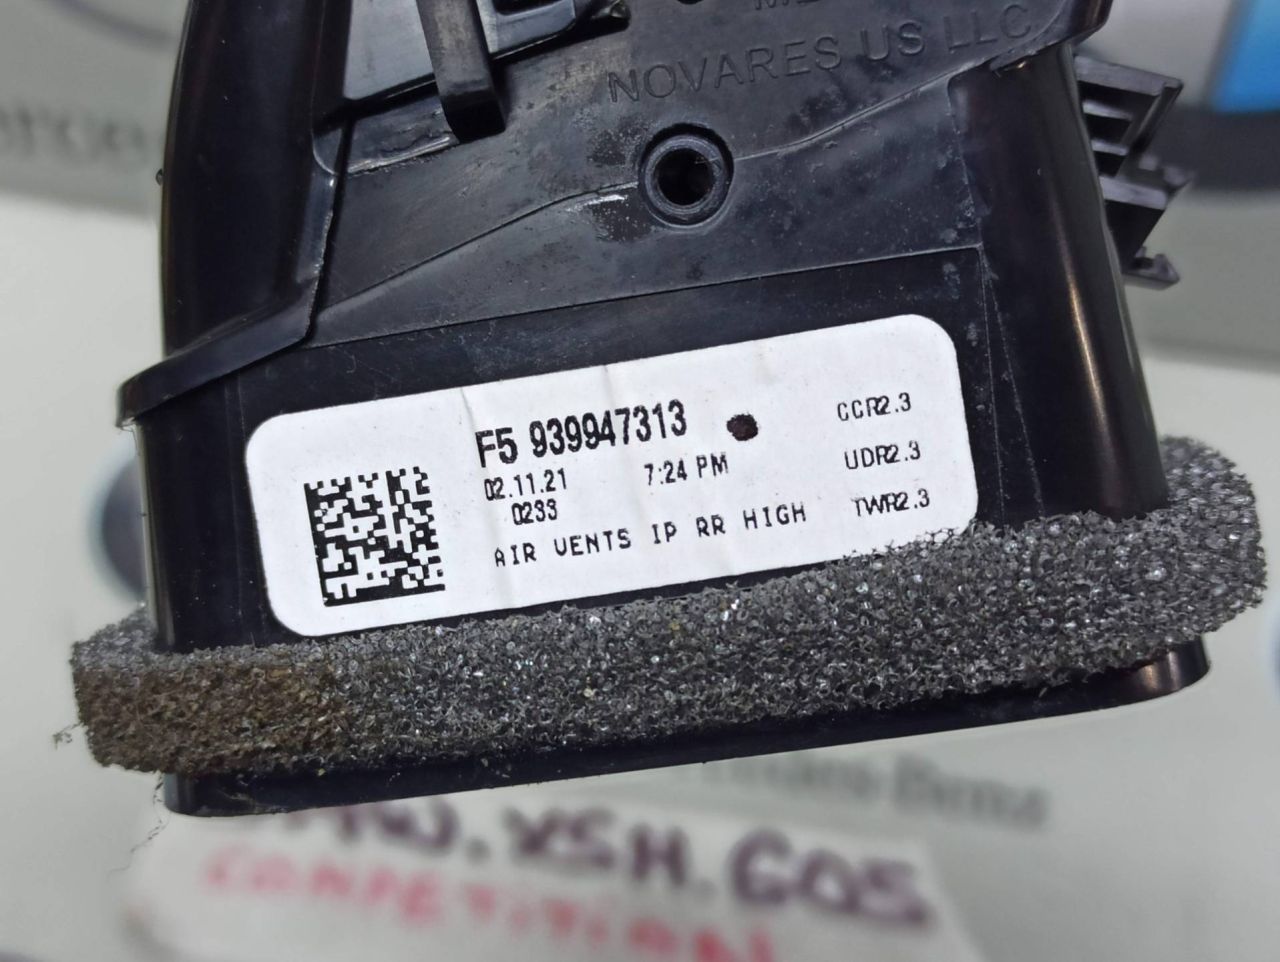 NOVARES US LLC
F5 939947313
CCR2.3
02.11.21
7:24 PM
UDR2.3
0233
AIR VENTS IP RR HIGH
TWR2.3
COMPETITION